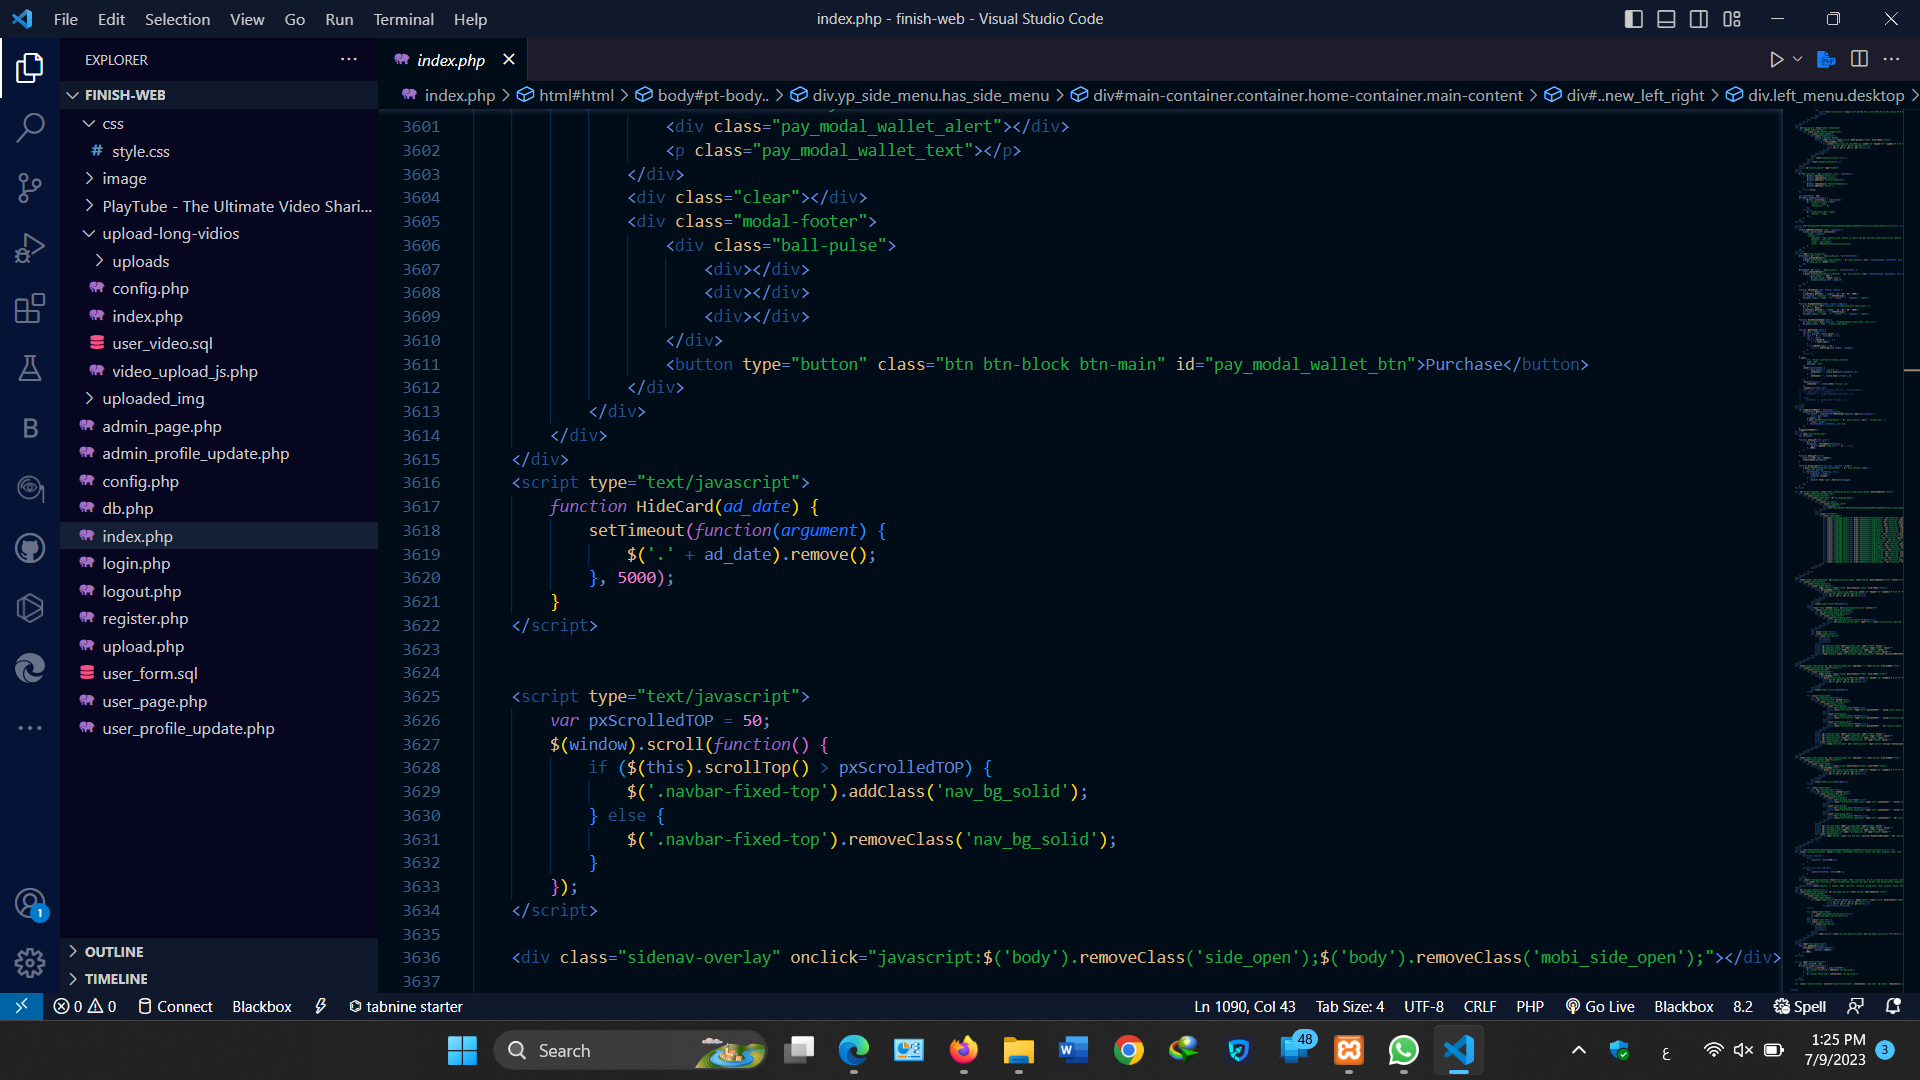 File Edit Selection View Go Run Terminal Help
index.php - finish-web - Visual Studio Code
EXPLORER
FINISH-WEB
css
# style.css
image
PlayTube - The Ultimate Video Shari...
upload-long-vidios
uploads
config.php
index.php
user_video.sql
video_upload_js.php
uploaded_img
admin_page.php
admin_profile_update.php
config.php
db.php
index.php
login.php
logout.php
register.php
upload.php
user_form.sql
user_page.php
user_profile_update.php
OUTLINE
TIMELINE
B
1
index.php
index.php > html#html > body#pt-body.. > div.yp_side_menu.has_side_menu > div#main-container.container.home-container.main-content > div#..new_left_right > div.left_menu.desktop >
3601 <div class="pay_modal_wallet_alert"></div>
3602 <p class="pay_modal_wallet_text"></p>
3603 </div>
3604 <div class="clear"></div>
3605 <div class="modal-footer">
3606 <div class="ball-pulse">
3607 <div></div>
3608 <div></div>
3609 <div></div>
3610 </div>
3611 <button type="button" class="btn btn-block btn-main" id="pay_modal_wallet_btn">Purchase</button>
3612 </div>
3613 </div>
3614 </div>
3615 </div>
3616 <script type="text/javascript">
3617 function HideCard(ad_date) {
3618 setTimeout(function(argument) {
3619 $('.' + ad_date).remove();
3620 }, 5000);
3621 }
3622 </script>
3623
3624
3625 <script type="text/javascript">
3626 var pxScrolledTOP = 50;
3627 $(window).scroll(function() {
3628 if ($(this).scrollTop() > pxScrolledTOP) {
3629 $('.navbar-fixed-top').addClass('nav_bg_solid');
3630 } else {
3631 $('.navbar-fixed-top').removeClass('nav_bg_solid');
3632 }
3633 });
3634 </script>
3635
3636 <div class="sidenav-overlay" onclick="javascript:$('body').removeClass('side_open');$('body').removeClass('mobi_side_open');"></div>
3637
0 0 Connect Blackbox tabnine starter
Ln 1090, Col 43 Tab Size: 4 UTF-8 CRLF PHP Go Live Blackbox 8.2 Spell
Search
48
ع
1:25 PM
7/9/2023
3